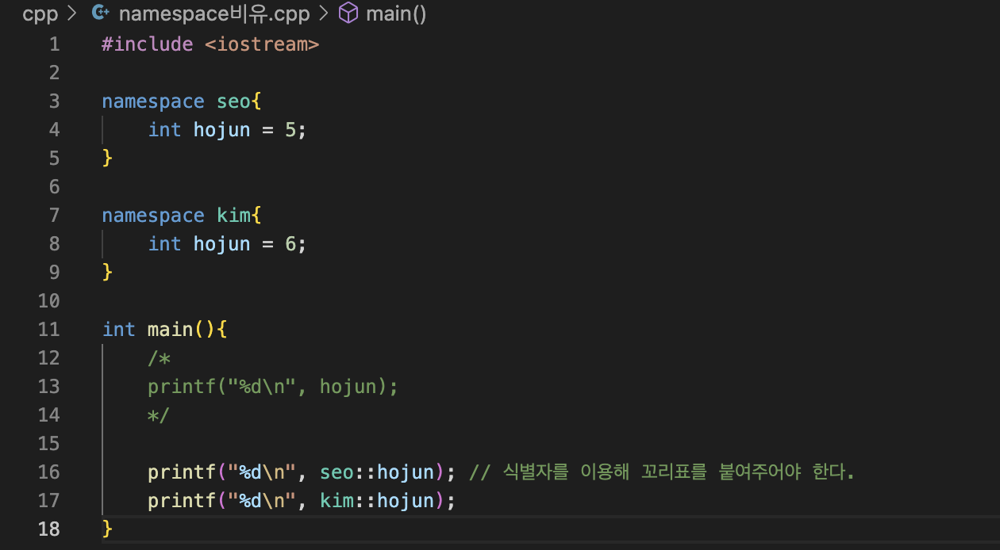 cpp > namespace비유.cpp > main()
1 #include <iostream>
2
3 namespace seo{
4     int hojun = 5;
5 }
6
7 namespace kim{
8     int hojun = 6;
9 }
10
11 int main(){
12     /*
13     printf("%d\n", hojun);
14     */
15
16     printf("%d\n", seo::hojun); // 식별자를 이용해 꼬리표를 붙여주어야 한다.
17     printf("%d\n", kim::hojun);
18 }